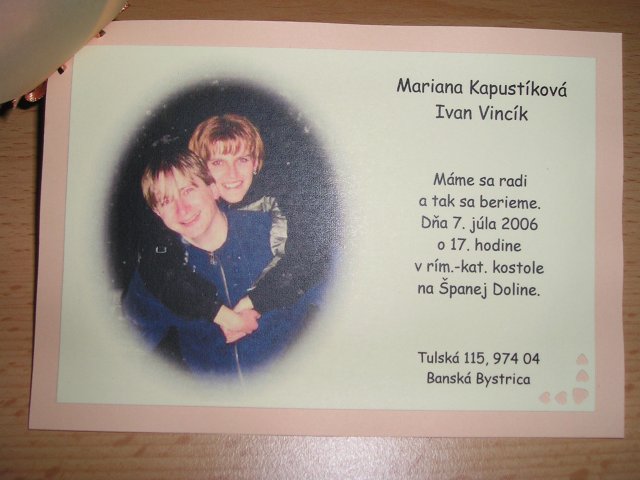 Mariana Kapustíková
Ivan Vincík
Máme sa radi
a tak sa berieme.
Dňa 7. júla 2006
o 17. hodine
v rím.-kat. kostole
na Španej Doline.
Tulská 115, 974 04
Banská Bystrica